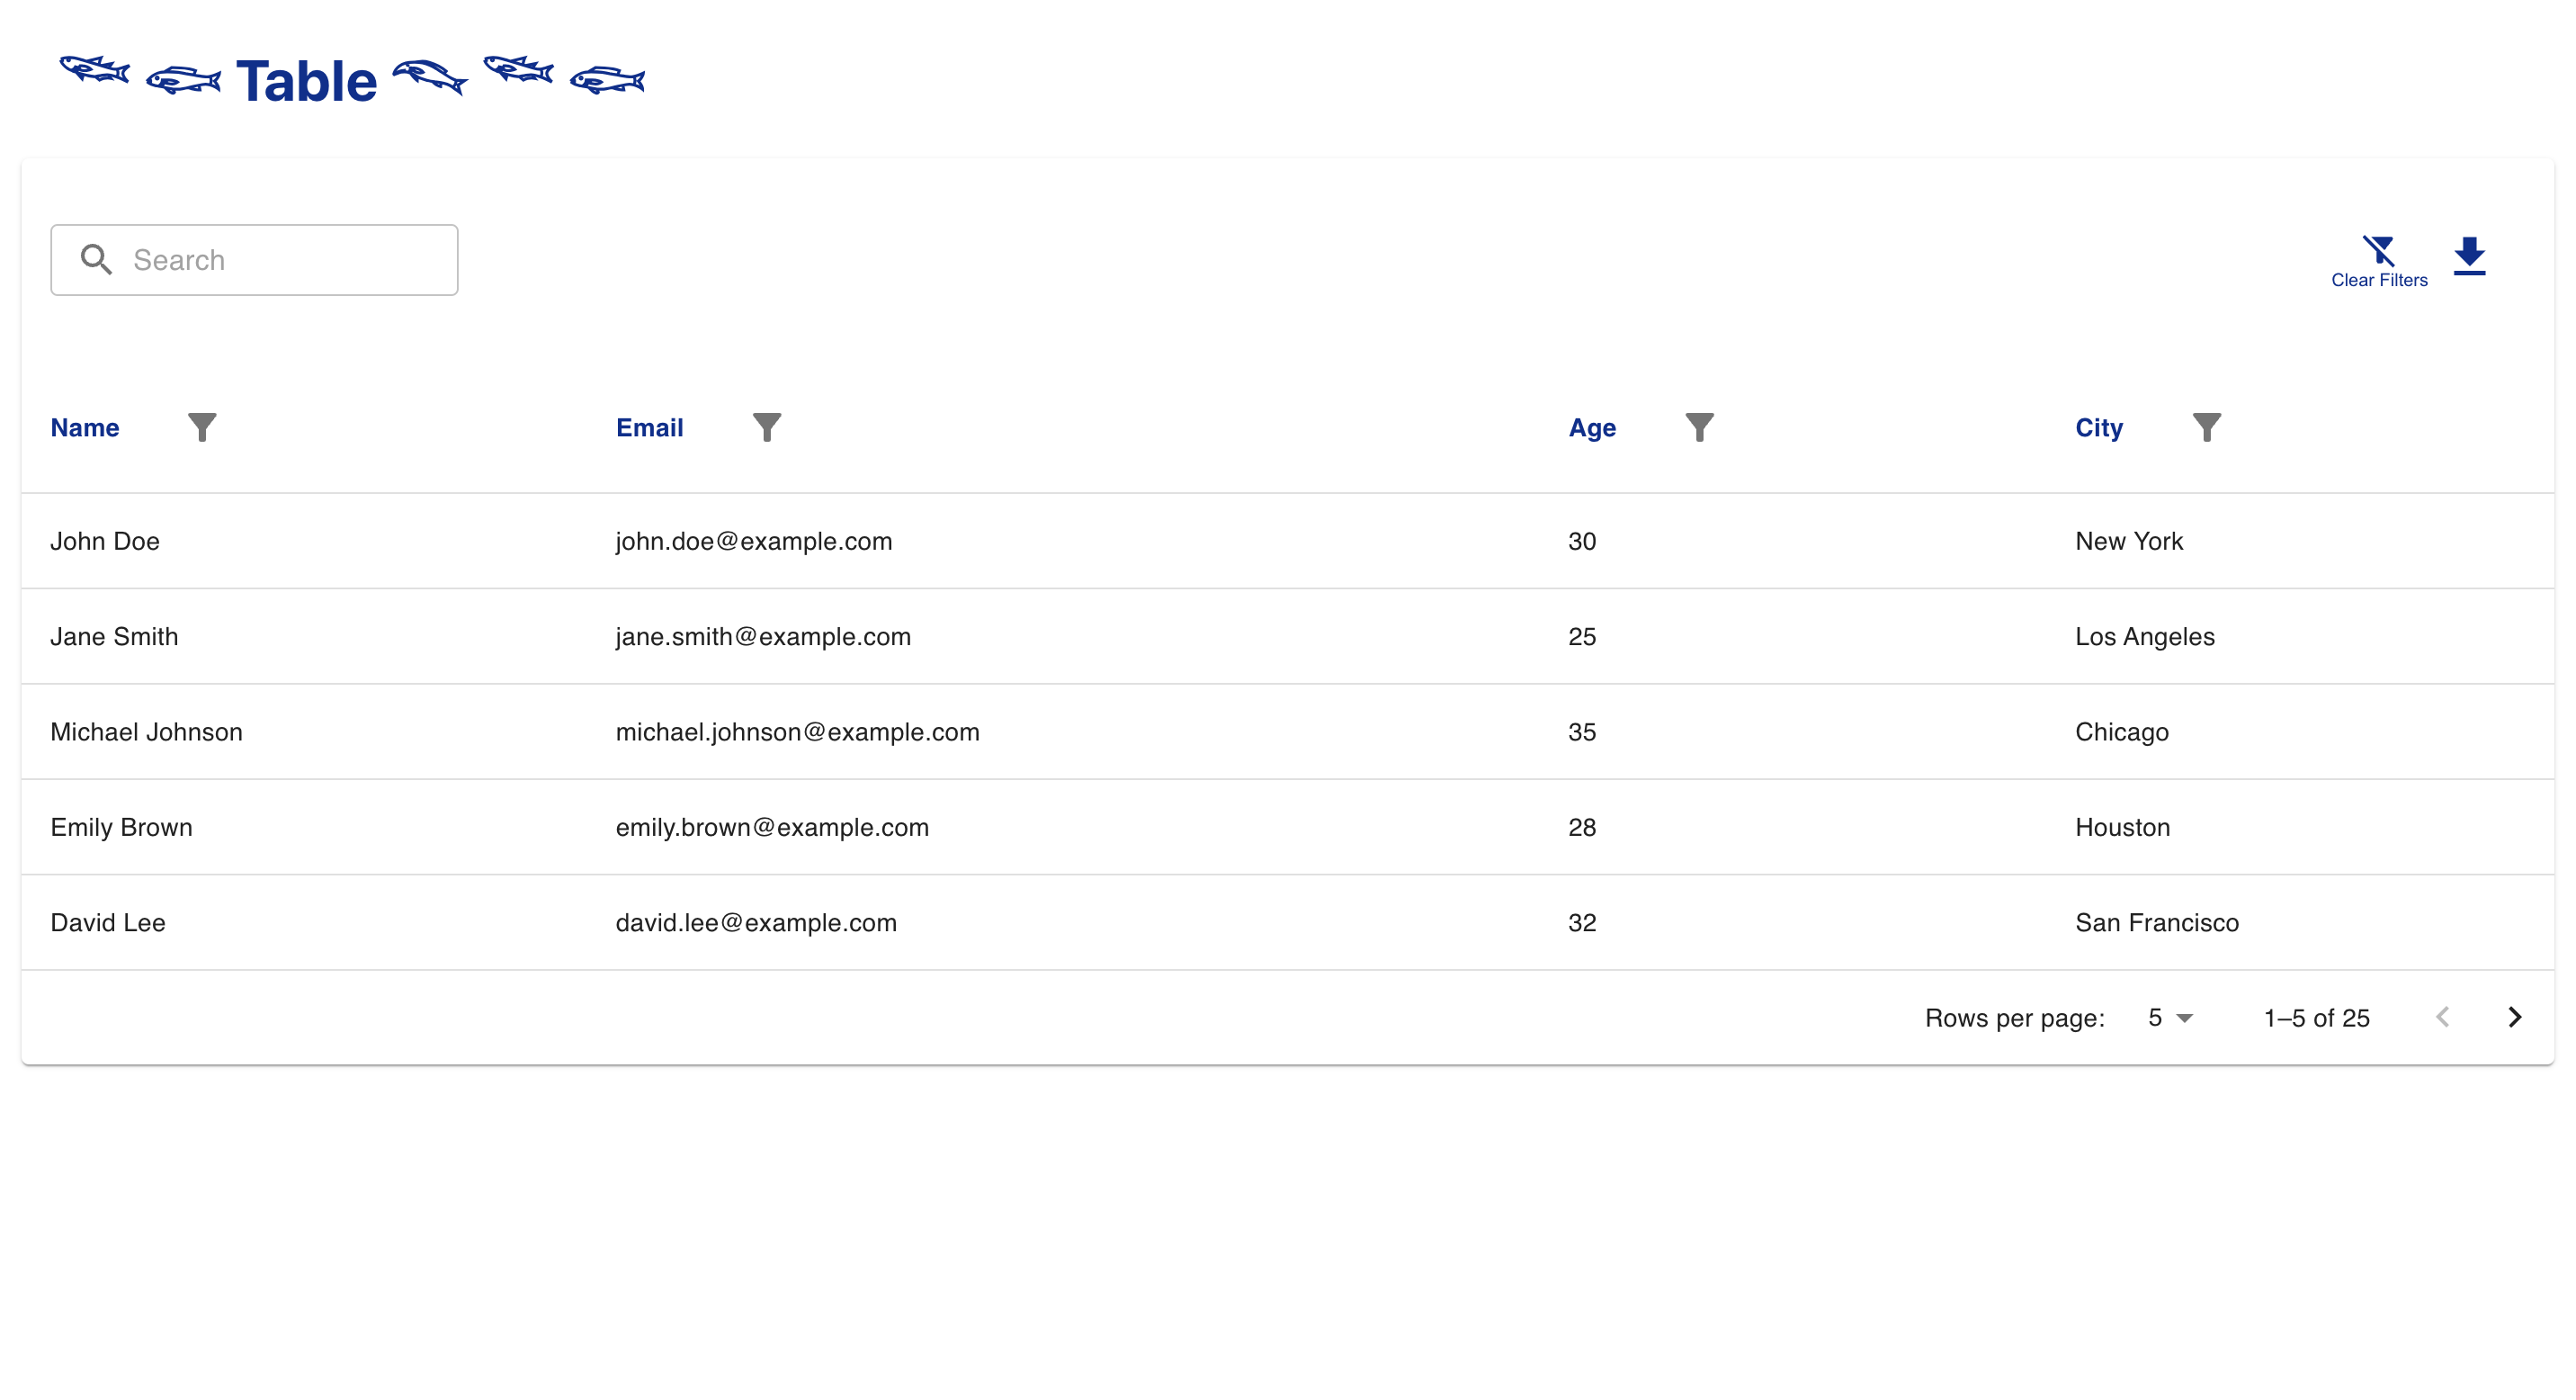 𓆝 𓆟 Table 𓆞 𓆝 𓆟
Search
Clear Filters
Name Email Age City
John Doe john.doe@example.com 30 New York
Jane Smith jane.smith@example.com 25 Los Angeles
Michael Johnson michael.johnson@example.com 35 Chicago
Emily Brown emily.brown@example.com 28 Houston
David Lee david.lee@example.com 32 San Francisco
Rows per page: 5 1–5 of 25